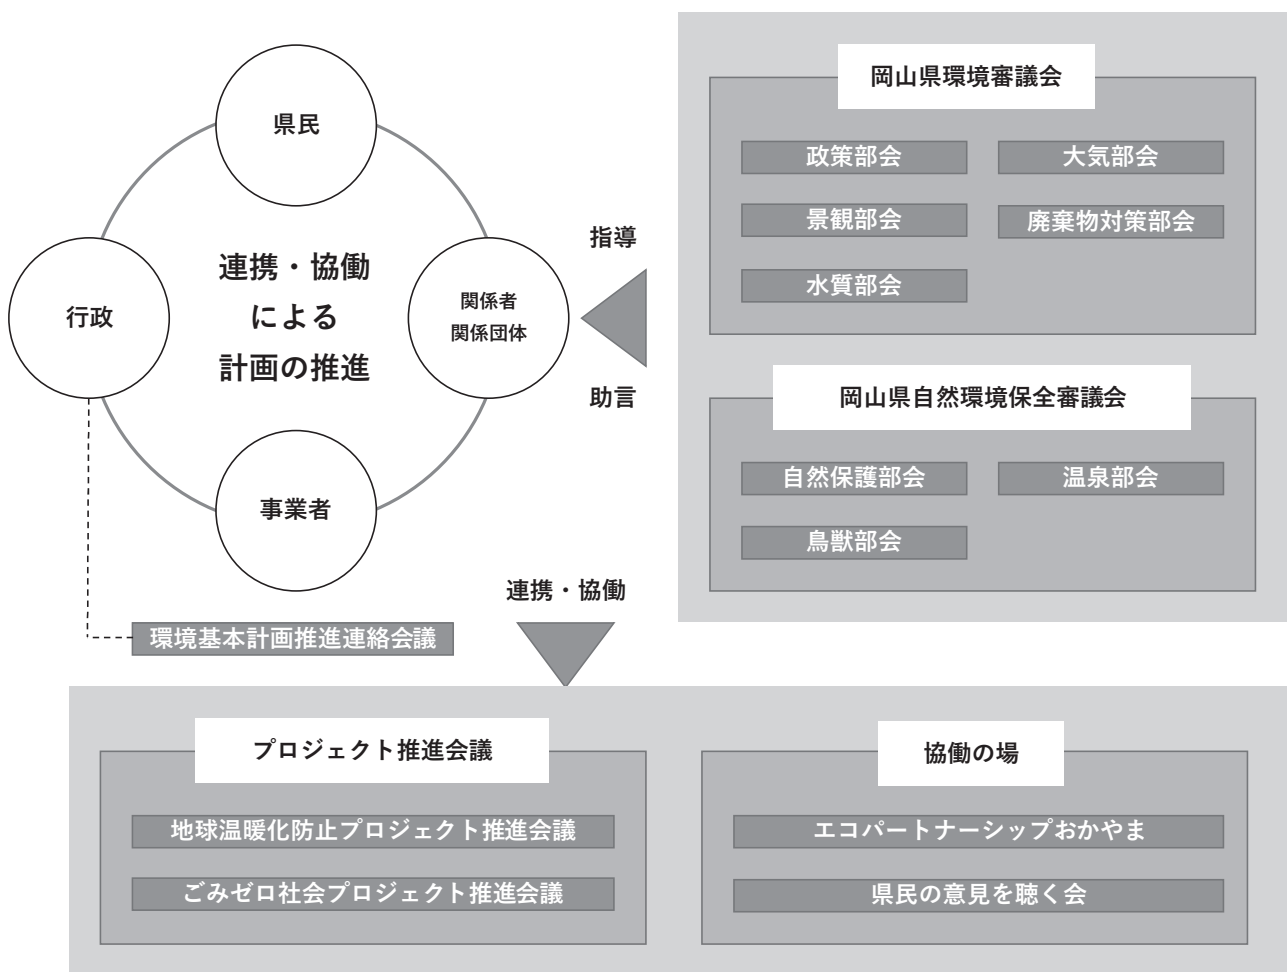 県民
行政
連携・協働
による
計画の推進
関係者
関係団体
事業者
指導
助言
岡山県環境審議会
政策部会
大気部会
景観部会
廃棄物対策部会
水質部会
岡山県自然環境保全審議会
自然保護部会
温泉部会
鳥獣部会
連携・協働
環境基本計画推進連絡会議
プロジェクト推進会議
地球温暖化防止プロジェクト推進会議
ごみゼロ社会プロジェクト推進会議
協働の場
エコパートナーシップおかやま
県民の意見を聴く会